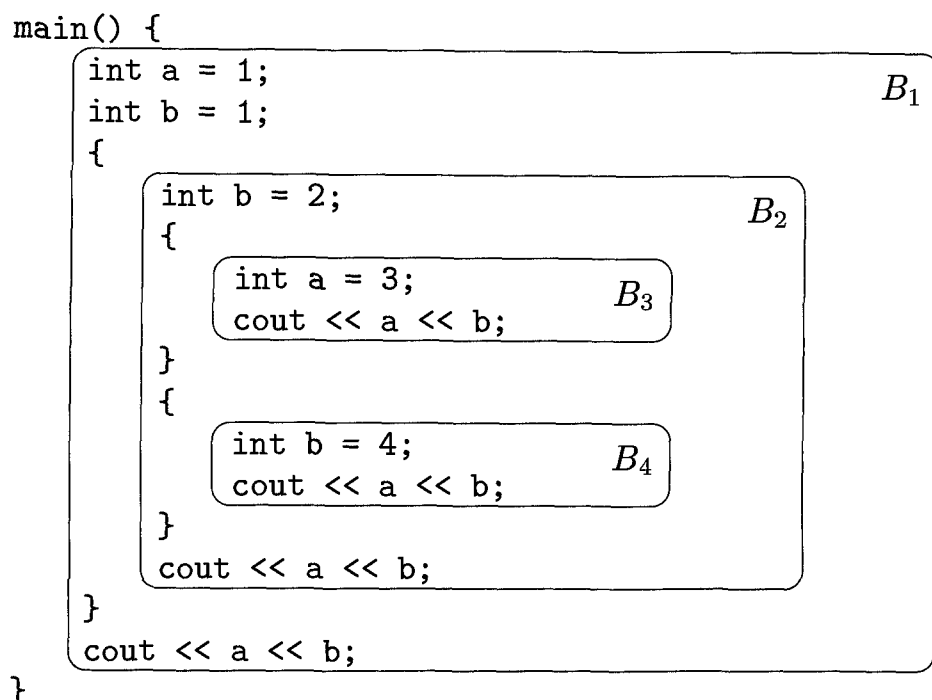 main() {
int a = 1; B1
int b = 1;
{
int b = 2; B2
{
int a = 3; B3
cout << a << b;
}
{
int b = 4; B4
cout << a << b;
}
cout << a << b;
}
cout << a << b;
}